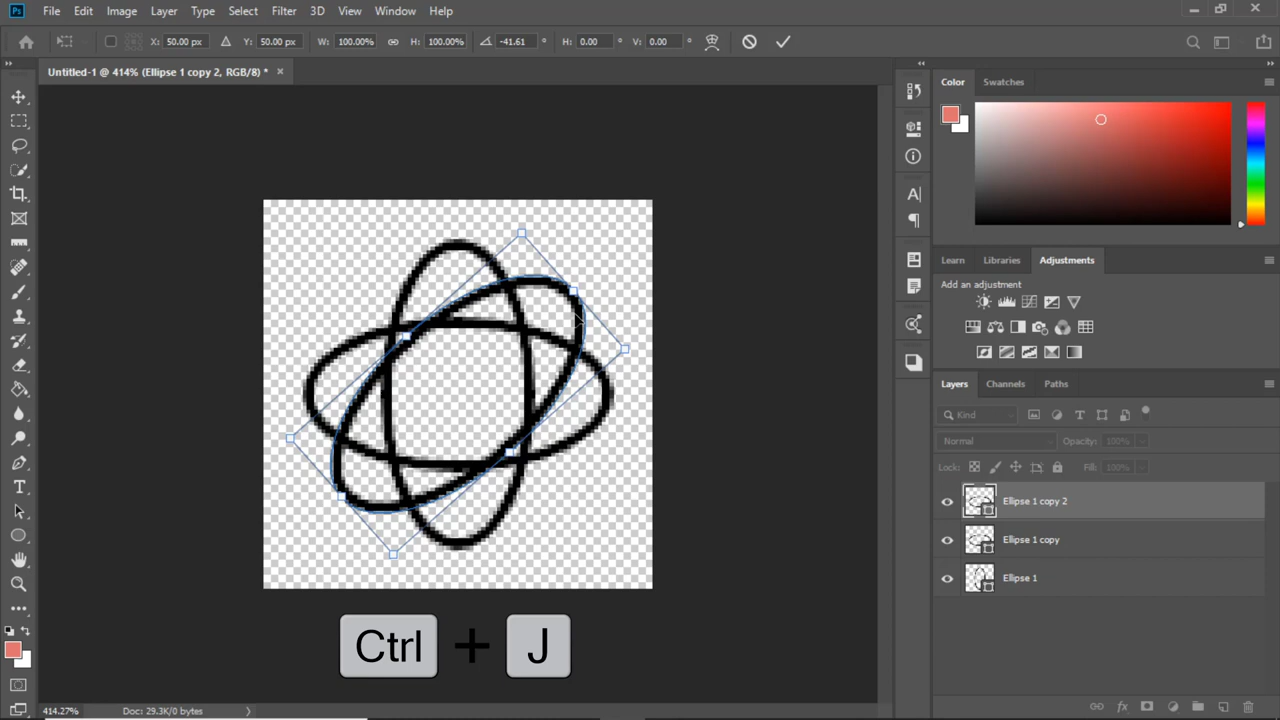 Ps File Edit Image Layer Type Select Filter 3D View Window Help
X: 50.00 px Y: 50.00 px W: 100.00% H: 100.00% -41.61 ° H: 0.00 ° V: 0.00 °
Untitled-1 @ 414% (Ellipse 1 copy 2, RGB/8) *
Color Swatches
Learn Libraries Adjustments
Add an adjustment
Layers Channels Paths
Kind
Normal Opacity: 100%
Lock: Fill: 100%
Ellipse 1 copy 2
Ellipse 1 copy
Ellipse 1
Ctrl + J
414.27% Doc: 29.3K/0 bytes